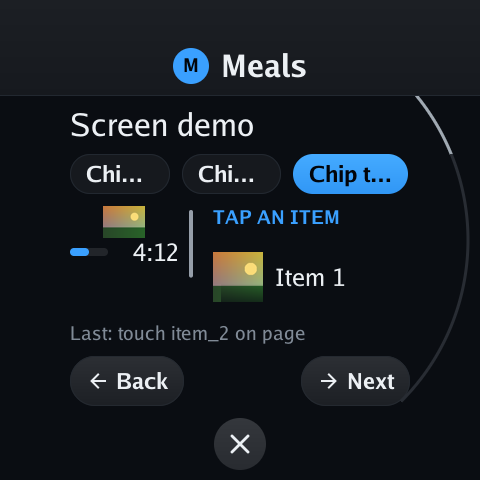 M Meals
Screen demo
Chi... Chi... Chip t...
TAP AN ITEM
4:12
Item 1
Last: touch item_2 on page
← Back → Next